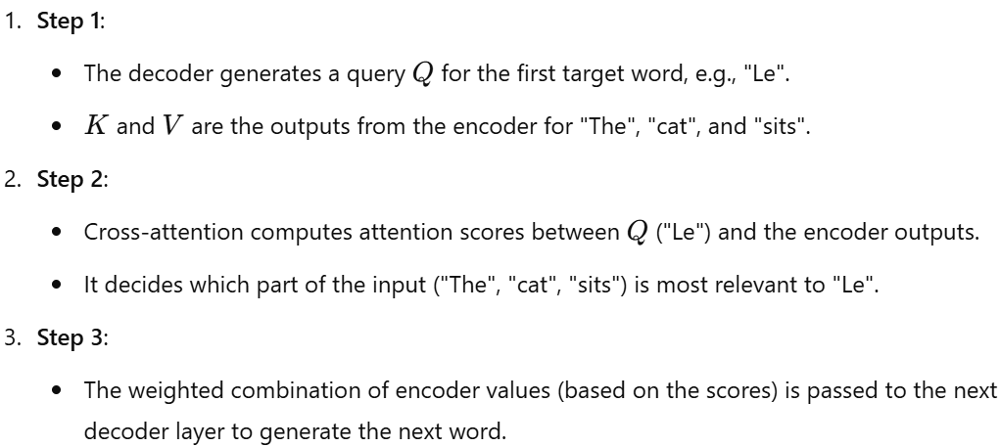 1. Step 1:
• The decoder generates a query Q for the first target word, e.g., "Le".
• K and V are the outputs from the encoder for "The", "cat", and "sits".
2. Step 2:
• Cross-attention computes attention scores between Q ("Le") and the encoder outputs.
• It decides which part of the input ("The", "cat", "sits") is most relevant to "Le".
3. Step 3:
• The weighted combination of encoder values (based on the scores) is passed to the next
decoder layer to generate the next word.